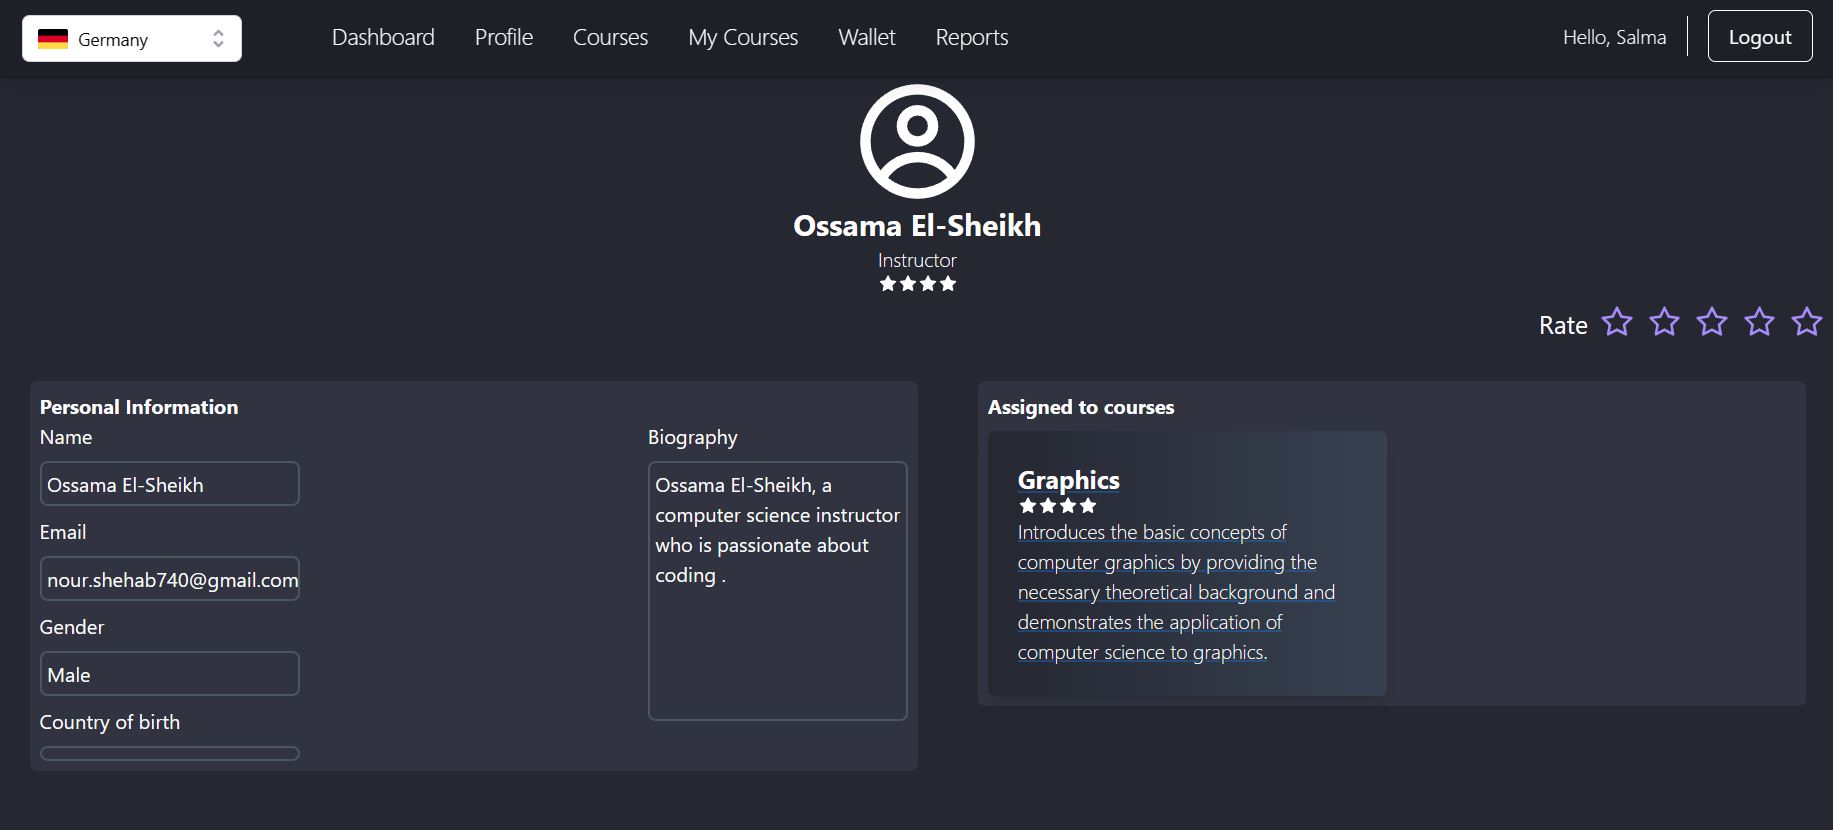 Germany
Dashboard
Profile
Courses
My Courses
Wallet
Reports
Hello, Salma
Logout
Ossama El-Sheikh
Instructor
Rate
Personal Information
Name
Ossama El-Sheikh
Email
nour.shehab740@gmail.com
Gender
Male
Country of birth
Biography
Ossama El-Sheikh, a
computer science instructor
who is passionate about
coding .
Assigned to courses
Graphics
Introduces the basic concepts of
computer graphics by providing the
necessary theoretical background and
demonstrates the application of
computer science to graphics.